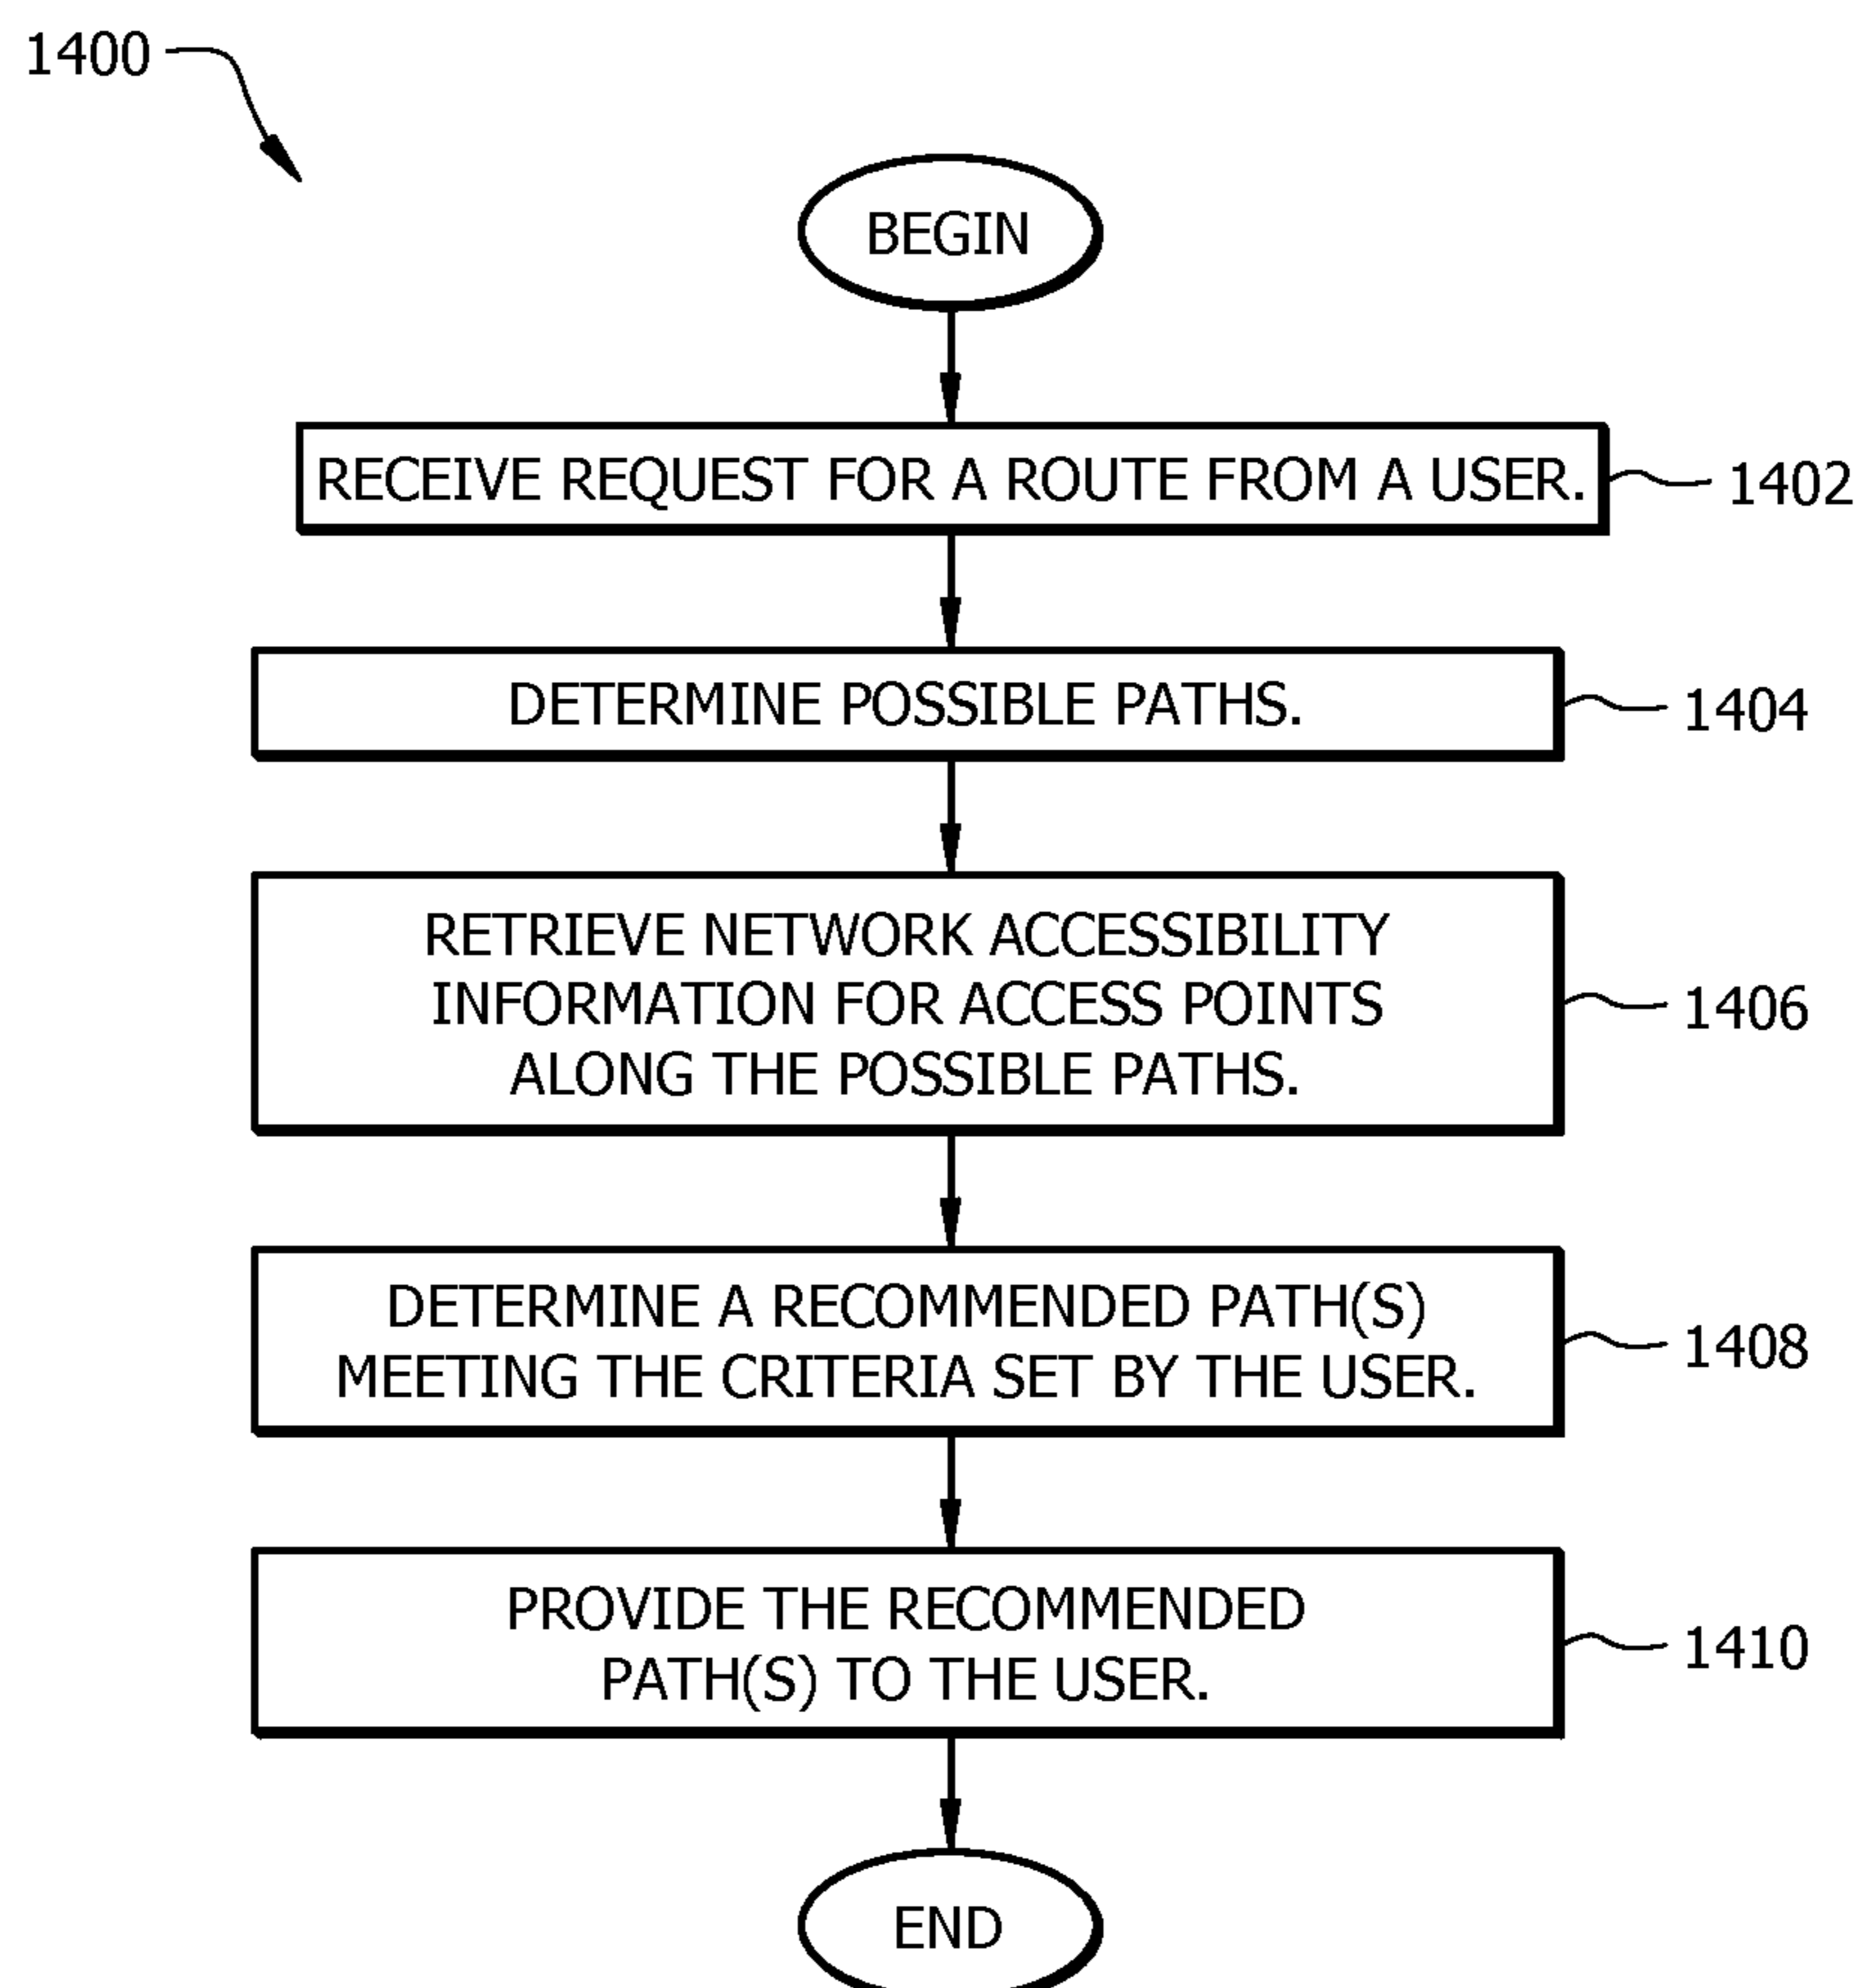 1400
BEGIN
RECEIVE REQUEST FOR A ROUTE FROM A USER.
1402
DETERMINE POSSIBLE PATHS.
1404
RETRIEVE NETWORK ACCESSIBILITY
INFORMATION FOR ACCESS POINTS
ALONG THE POSSIBLE PATHS.
1406
DETERMINE A RECOMMENDED PATH(S)
MEETING THE CRITERIA SET BY THE USER.
1408
PROVIDE THE RECOMMENDED
PATH(S) TO THE USER.
1410
END